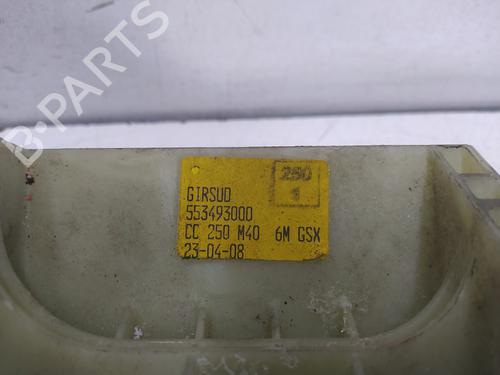 B-PARTS
250
1
GIRSUD
553493000
CC 250 M40 6M GSX
23-04-08